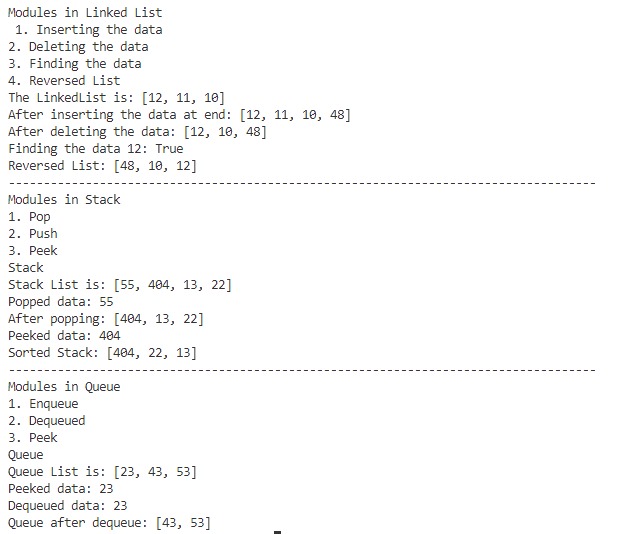 Modules in Linked List
1. Inserting the data
2. Deleting the data
3. Finding the data
4. Reversed List
The LinkedList is: [12, 11, 10]
After inserting the data at end: [12, 11, 10, 48]
After deleting the data: [12, 10, 48]
Finding the data 12: True
Reversed List: [48, 10, 12]
------------------------------------------------------------------------------------
Modules in Stack
1. Pop
2. Push
3. Peek
Stack
Stack List is: [55, 404, 13, 22]
Popped data: 55
After popping: [404, 13, 22]
Peeked data: 404
Sorted Stack: [404, 22, 13]
------------------------------------------------------------------------------------
Modules in Queue
1. Enqueue
2. Dequeued
3. Peek
Queue
Queue List is: [23, 43, 53]
Peeked data: 23
Dequeued data: 23
Queue after dequeue: [43, 53]